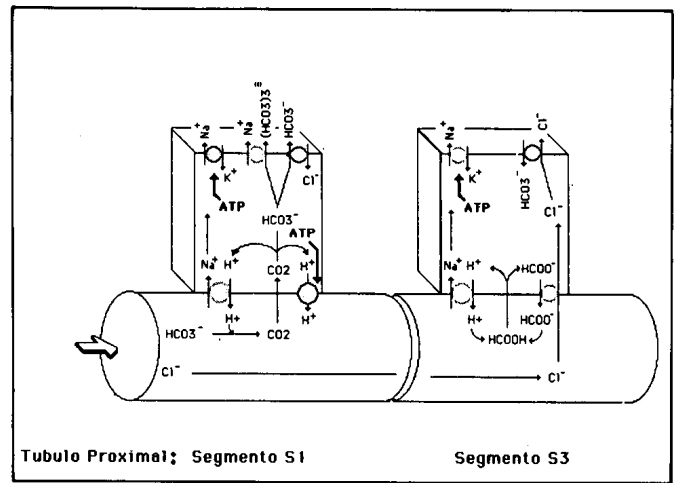 Na+
Na+
(HCO3)3≡
HCO3-
K+
Cl-
ATP
HCO3-
ATP
Na+
H+
CO2
H+
HCO3-
H+
CO2
H+
Cl-
Na+
Cl-
K+
HCO3-
ATP
Cl-
Na+
H+
HCOO-
H+
HCOOH
HCOO-
Cl-
Tubulo Proximal: Segmento S1
Segmento S3